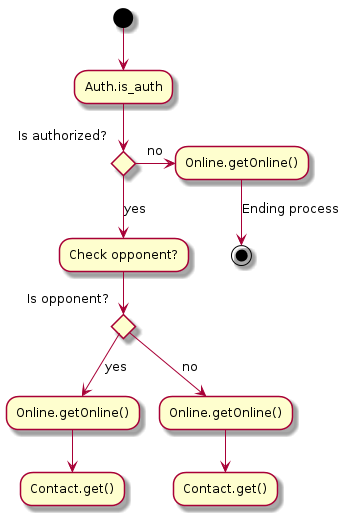 Auth.is_auth
Is authorized?
no
Online.getOnline()
yes
Ending process
Check opponent?
Is opponent?
yes
no
Online.getOnline()
Online.getOnline()
Contact.get()
Contact.get()